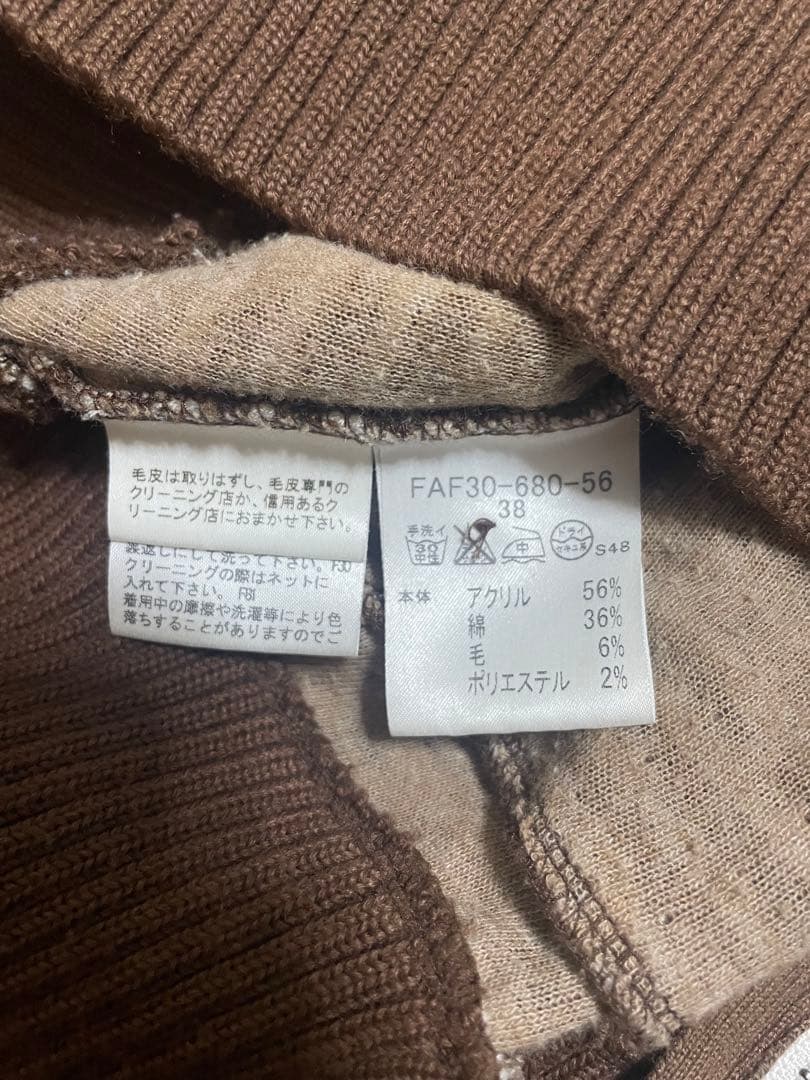 毛皮は取りはずし、毛皮専門の
クリーニング店か、信用あるク
リーニング店におまかせ下さい。
裏返しにして洗って下さい。F30
クリーニングの際はネットに
入れて下さい。FB1
着用中の摩擦や洗濯等により色
落ちすることがありますのでご
FAF30-680-56
38
手洗イ
30
中性
中
ドライ
セキユ系
S48
本体 アクリル 56%
綿 36%
毛 6%
ポリエステル 2%